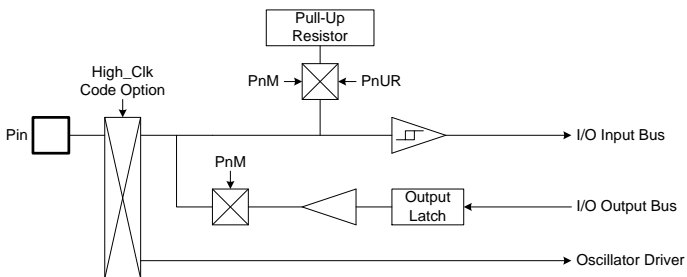 Pull-Up
Resistor
High_Clk
Code Option
PnM
PnUR
Pin
I/O Input Bus
PnM
Output
Latch
I/O Output Bus
Oscillator Driver